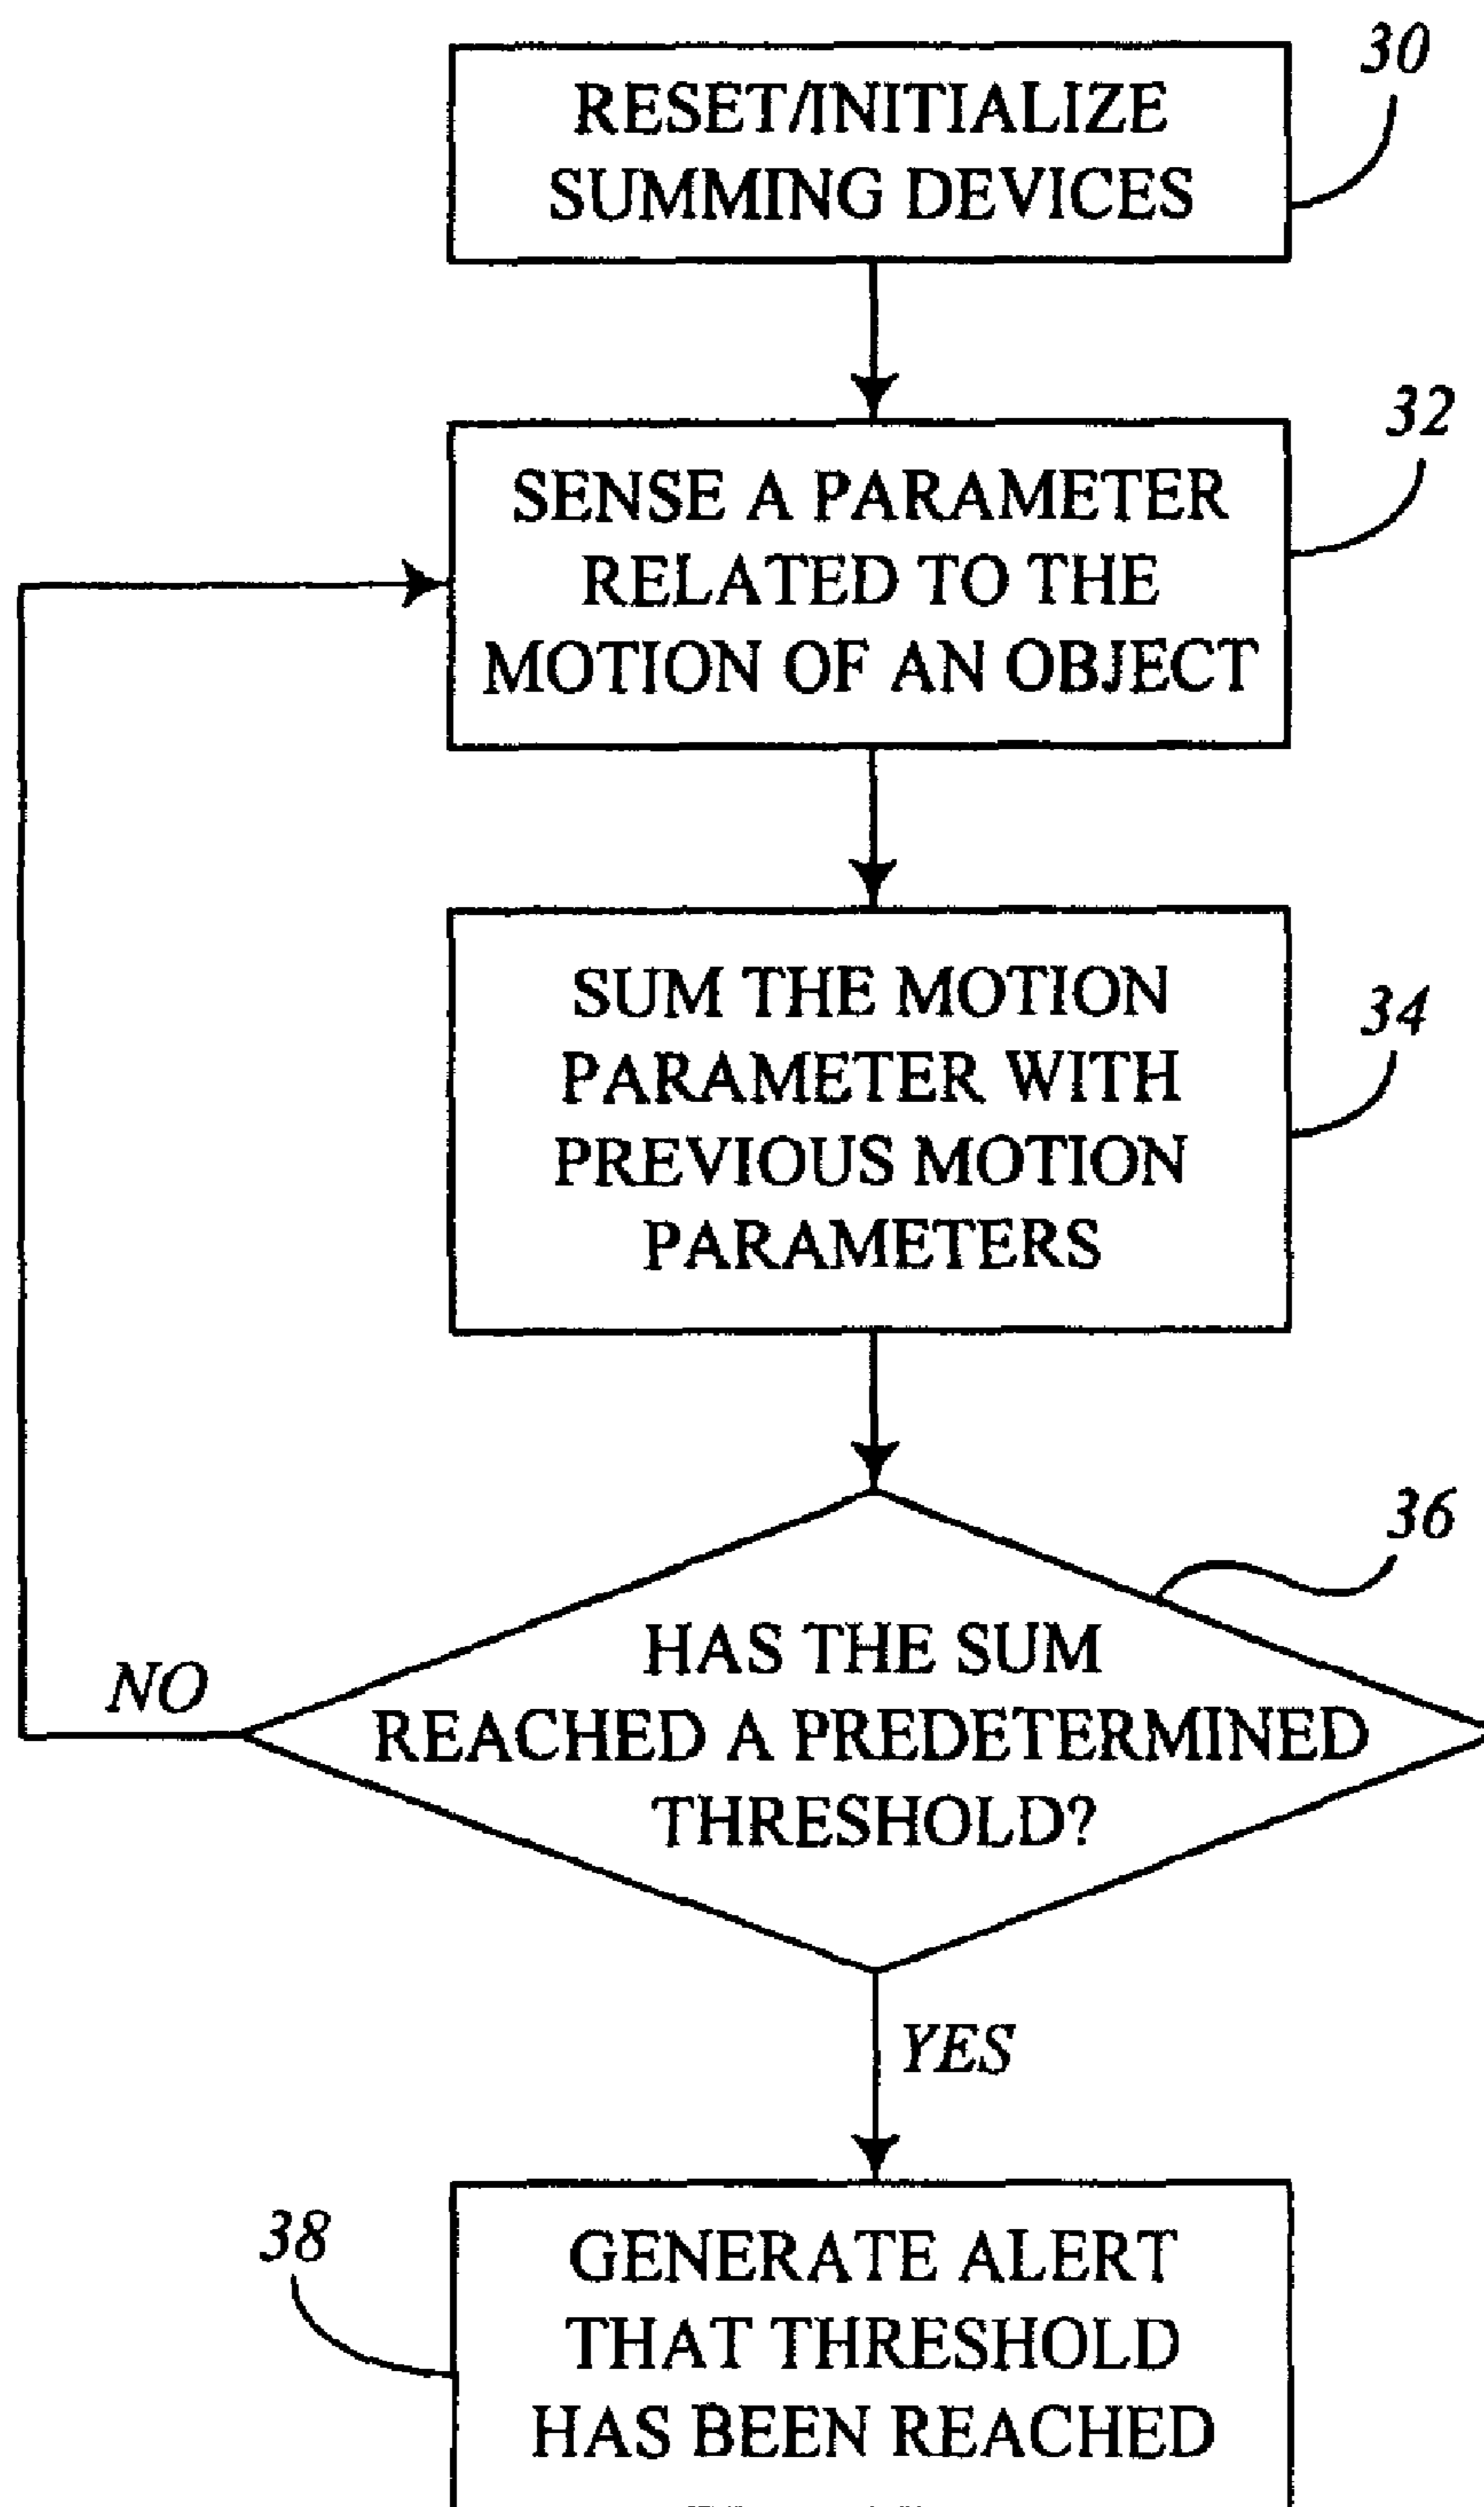 30
RESET/INITIALIZE
SUMMING DEVICES
32
SENSE A PARAMETER
RELATED TO THE
MOTION OF AN OBJECT
34
SUM THE MOTION
PARAMETER WITH
PREVIOUS MOTION
PARAMETERS
36
HAS THE SUM
REACHED A PREDETERMINED
THRESHOLD?
NO
YES
38
GENERATE ALERT
THAT THRESHOLD
HAS BEEN REACHED